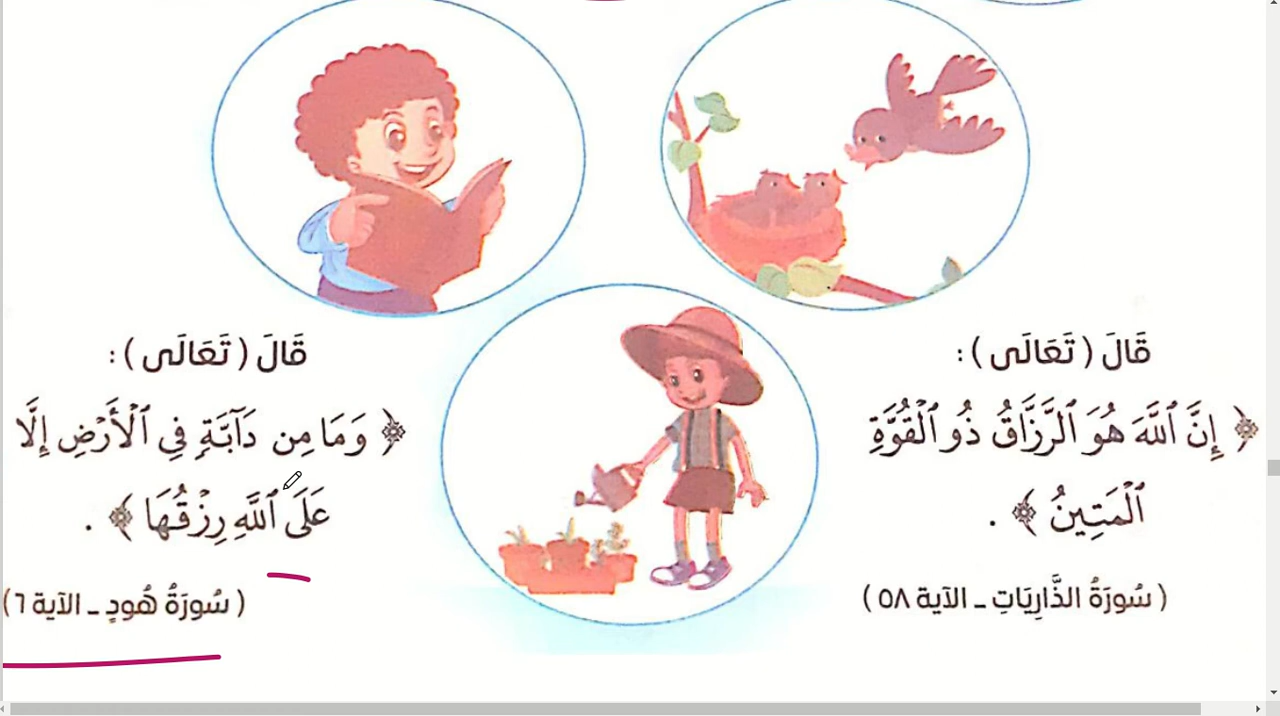 قَالَ ( تَعَالَى ) :
﴿ إِنَّ ٱللَّهَ هُوَ ٱلرَّزَّاقُ ذُو ٱلْقُوَّةِ
ٱلْمَتِينُ ﴾ .
( سُورَةُ الذَّارِيَاتِ ـ الآية ٥٨ )
قَالَ ( تَعَالَى ) :
﴿ وَمَا مِن دَآبَّةٍ فِي ٱلْأَرْضِ إِلَّا
عَلَى ٱللَّهِ رِزْقُهَا ﴾ .
( سُورَةُ هُودٍ ـ الآية ٦)